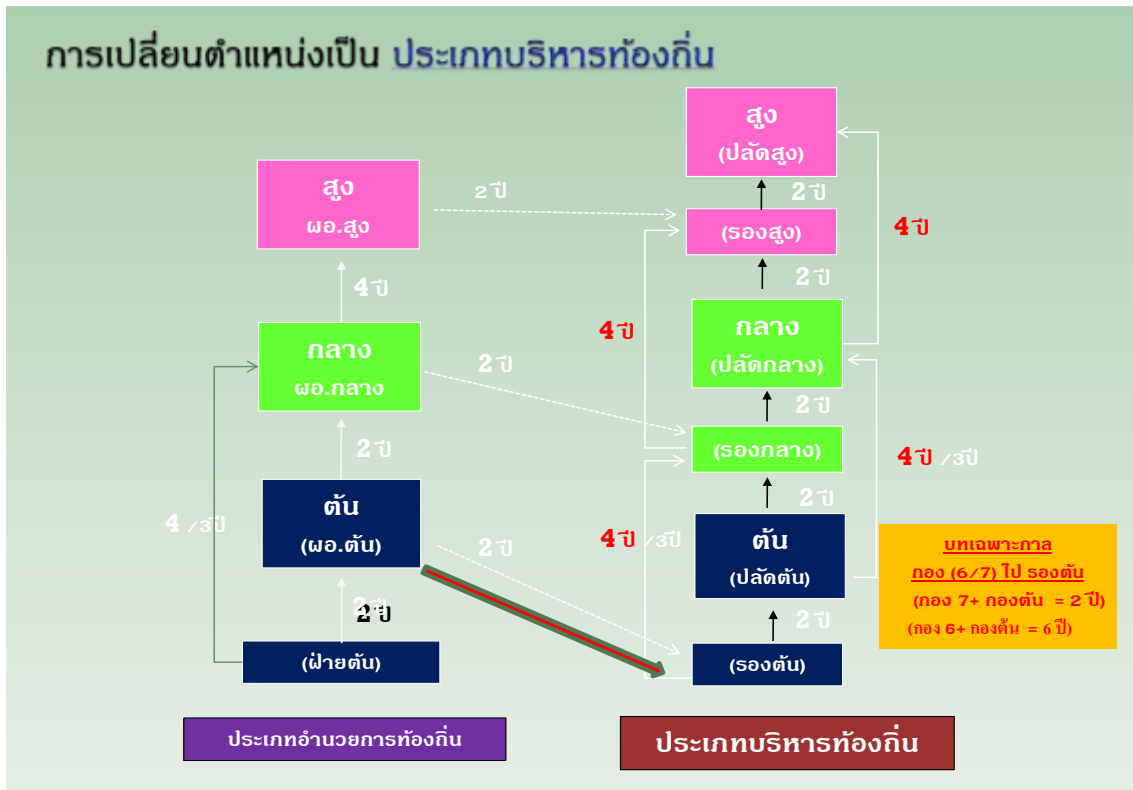 การเปลี่ยนตำแหน่งเป็น ประเภทบริหารท้องถิ่น
สูง
(ปลัดสูง)
สูง
ผอ.สูง
2 ปี
2 ปี
(รองสูง)
4 ปี
4 ปี
2 ปี
กลาง
ผอ.กลาง
4 ปี
กลาง
(ปลัดกลาง)
2 ปี
2 ปี
2 ปี
(รองกลาง)
4 ปี /3ปี
ต้น
(ผอ.ต้น)
2 ปี
4 /3ปี
2 ปี
4 ปี /3ปี
ต้น
(ปลัดต้น)
บทเฉพาะกาล
กอง (6/7) ไป รองต้น
(กอง 7+ กองต้น = 2 ปี)
(กอง 6+ กองต้น = 6 ปี)
2 ปี
2 ปี
2 ปี
(ฝ่ายต้น)
(รองต้น)
ประเภทอำนวยการท้องถิ่น
ประเภทบริหารท้องถิ่น